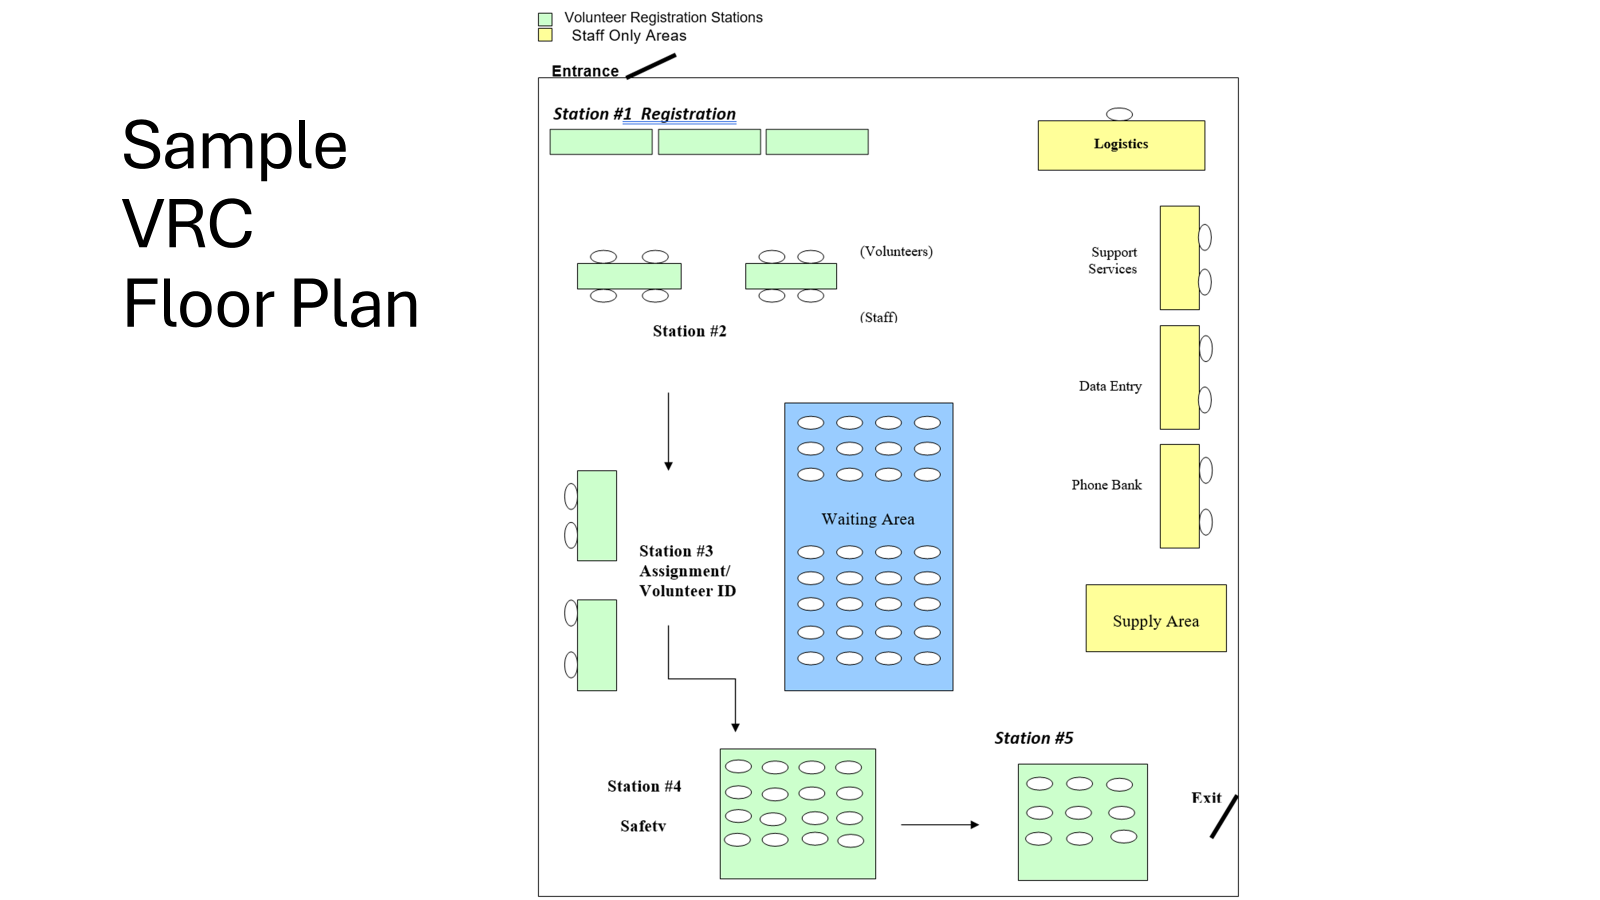 Sample
VRC
Floor Plan
Volunteer Registration Stations
Staff Only Areas
Entrance
Station #1 Registration
Logistics
(Volunteers)
Support
Services
(Staff)
Station #2
Data Entry
Phone Bank
Waiting Area
Station #3
Assignment/
Volunteer ID
Supply Area
Station #5
Station #4
Exit
Safety